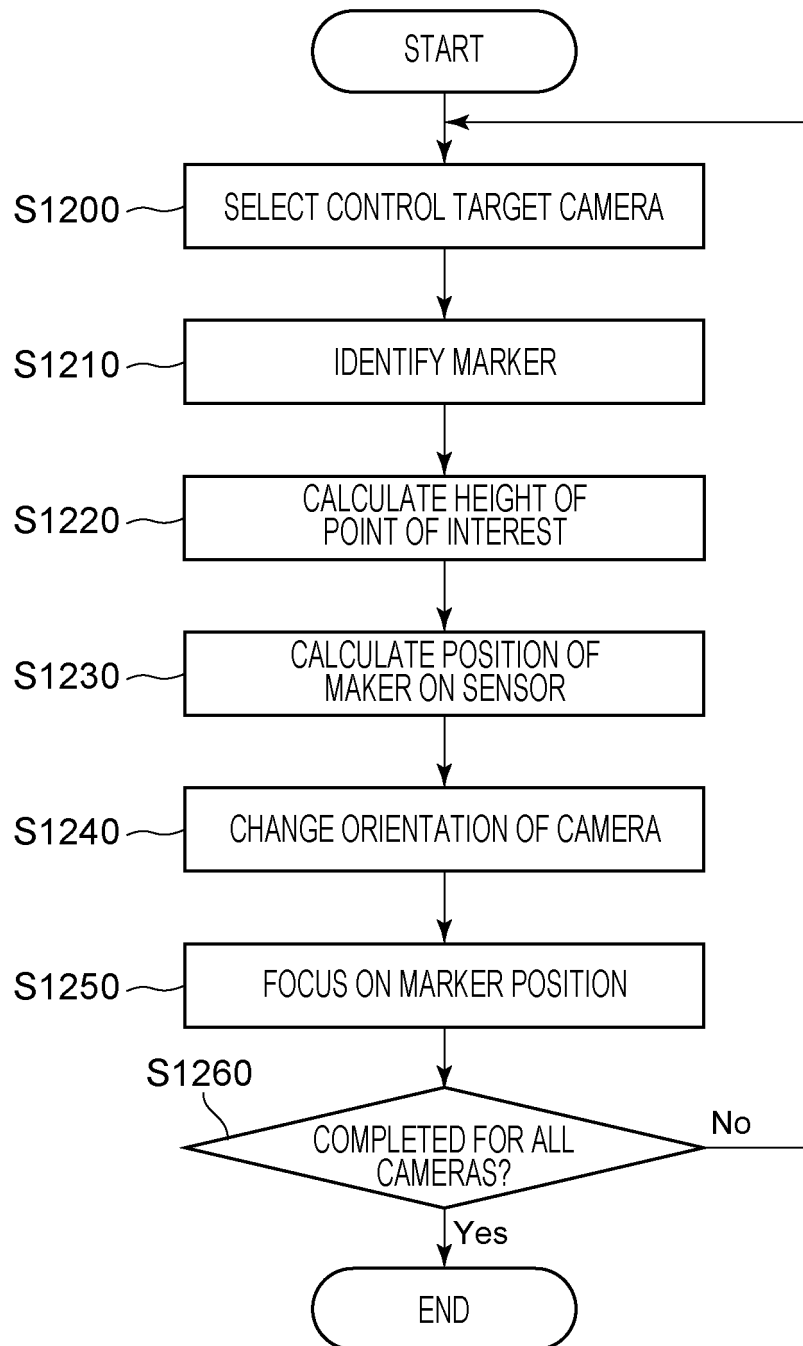 START
S1200
SELECT CONTROL TARGET CAMERA
S1210
IDENTIFY MARKER
S1220
CALCULATE HEIGHT OF
POINT OF INTEREST
S1230
CALCULATE POSITION OF
MAKER ON SENSOR
S1240
CHANGE ORIENTATION OF CAMERA
S1250
FOCUS ON MARKER POSITION
S1260
COMPLETED FOR ALL
CAMERAS?
No
Yes
END